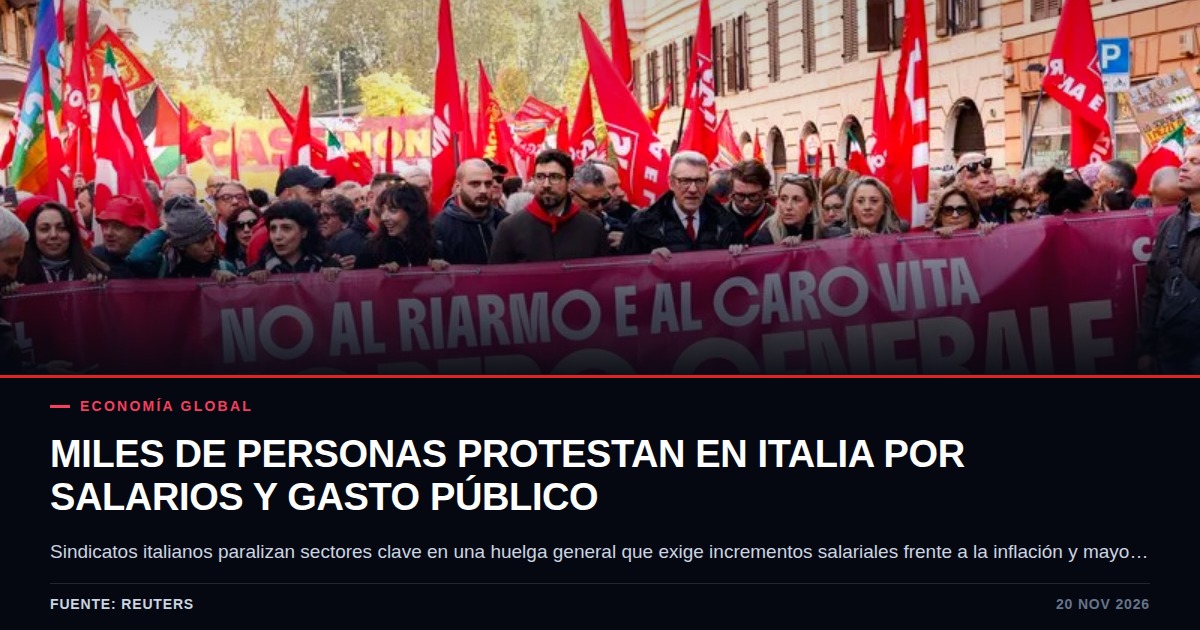 P
NO AL RIARMO E AL CARO VITA
GENERALE
ECONOMÍA GLOBAL
MILES DE PERSONAS PROTESTAN EN ITALIA POR
SALARIOS Y GASTO PÚBLICO
Sindicatos italianos paralizan sectores clave en una huelga general que exige incrementos salariales frente a la inflación y mayo…
FUENTE: REUTERS
20 NOV 2026